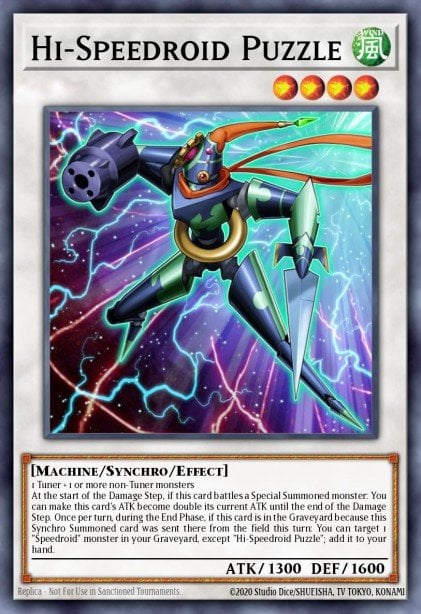 Hi-Speedroid Puzzle
WIND
風
[Machine/Synchro/Effect]
1 Tuner + 1 or more non-Tuner monsters
At the start of the Damage Step, if this card battles a Special Summoned monster: You
can make this card's ATK become double its current ATK until the end of the Damage
Step. Once per turn, during the End Phase, if this card is in the Graveyard because this
Synchro Summoned card was sent there from the field this turn: You can target 1
"Speedroid" monster in your Graveyard, except "Hi-Speedroid Puzzle"; add it to your
hand.
ATK/1300 DEF/1600
Replica - Not For Use in Sanctioned Tournaments. ©2020 Studio Dice/SHUEISHA, TV TOKYO, KONAMI